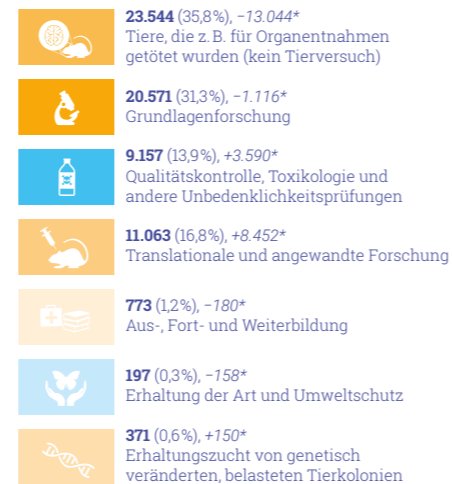 23.544 (35,8%), −13.044*
Tiere, die z. B. für Organentnahmen
getötet wurden (kein Tierversuch)
20.571 (31,3%), −1.116*
Grundlagenforschung
9.157 (13,9%), +3.590*
Qualitätskontrolle, Toxikologie und
andere Unbedenklichkeitsprüfungen
11.063 (16,8%), +8.452*
Translationale und angewandte Forschung
773 (1,2%), −180*
Aus-, Fort- und Weiterbildung
197 (0,3%), −158*
Erhaltung der Art und Umweltschutz
371 (0,6%), +150*
Erhaltungszucht von genetisch
veränderten, belasteten Tierkolonien